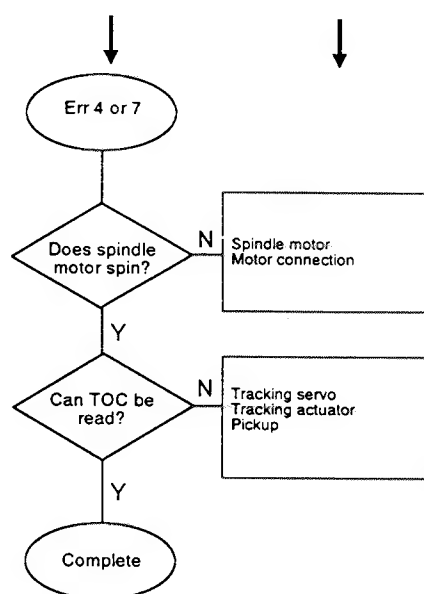 Err 4 or 7
Does spindle
motor spin?
N
Spindle motor
Motor connection
Y
Can TOC be
read?
N
Tracking servo
Tracking actuator
Pickup
Y
Complete